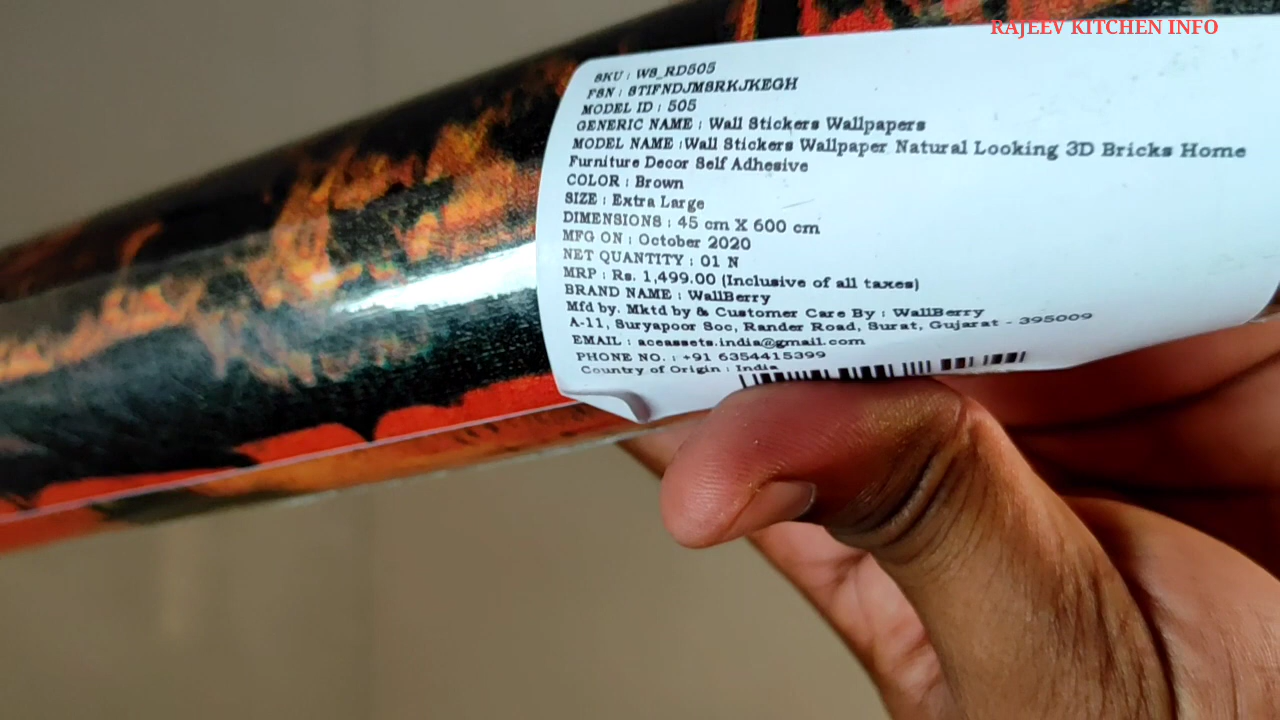 RAJEEV KITCHEN INFO
SKU : WS_RD505
FSN : STIFNDJMSRKJKEGH
MODEL ID : 505
GENERIC NAME : Wall Stickers Wallpapers
MODEL NAME :Wall Stickers Wallpaper Natural Looking 3D Bricks Home
Furniture Decor Self Adhesive
COLOR : Brown
SIZE : Extra Large
DIMENSIONS : 45 cm X 600 cm
MFG ON : October 2020
NET QUANTITY : 01 N
MRP : Rs. 1,499.00 (Inclusive of all taxes)
BRAND NAME : WallBerry
Mfd by. Mktd by & Customer Care By : WallBerry
A-11, Suryapoor Soc, Rander Road, Surat, Gujarat - 395009
EMAIL : aceassets.india@gmail.com
PHONE NO. : +91 6354415399
Country of Origin : India